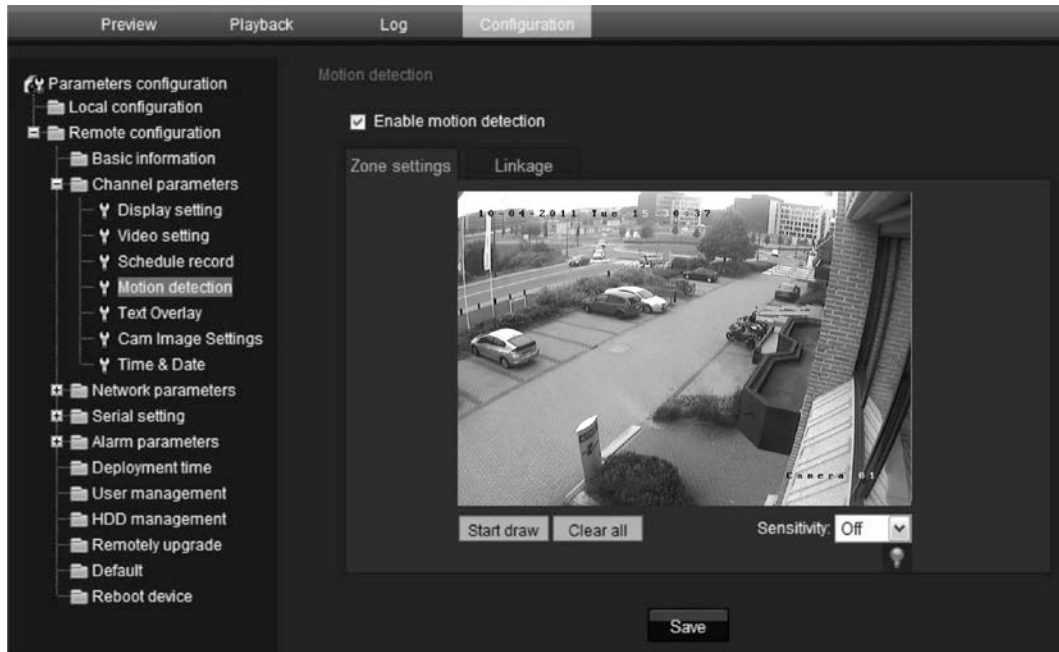 Preview Playback Log Configuration
Parameters configuration
Local configuration
Remote configuration
Basic information
Channel parameters
Display setting
Video setting
Schedule record
Motion detection
Text Overlay
Cam Image Settings
Time & Date
Network parameters
Serial setting
Alarm parameters
Deployment time
User management
HDD management
Remotely upgrade
Default
Reboot device
Motion detection
Enable motion detection
Zone settings Linkage
10-04-2011 Tue 15:30:37
Camera 01
Start draw Clear all Sensitivity: Off
Save